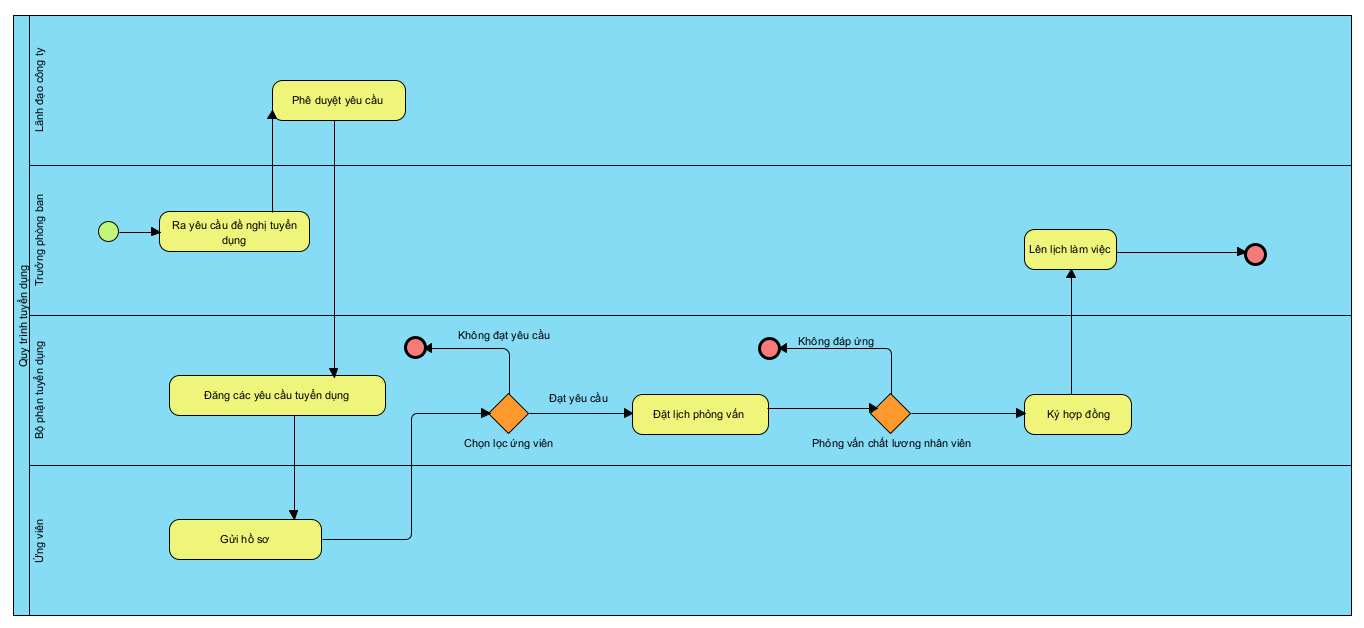 Quy trình tuyển dụng
Lãnh đạo công ty
Phê duyệt yêu cầu
Trưởng phòng ban
Ra yêu cầu đề nghị tuyển
dụng
Lên lịch làm việc
Bộ phận tuyển dụng
Không đạt yêu cầu
Không đáp ứng
Đăng các yêu cầu tuyển dụng
Đạt yêu cầu
Đặt lịch phỏng vấn
Ký hợp đồng
Chọn lọc ứng viên
Phỏng vấn chất lương nhân viên
Ứng viên
Gửi hồ sơ